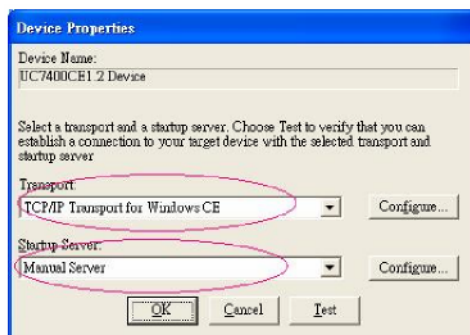 Device Properties
Device Name:
UC7400CE1.2 Device
Select a transport and a startup server. Choose Test to verify that you can
establish a connection to your target device with the selected transport and
startup server
Transport:
TCP/IP Transport for Windows CE
Configure...
Startup Server:
Manual Server
Configure...
OK
Cancel
Test